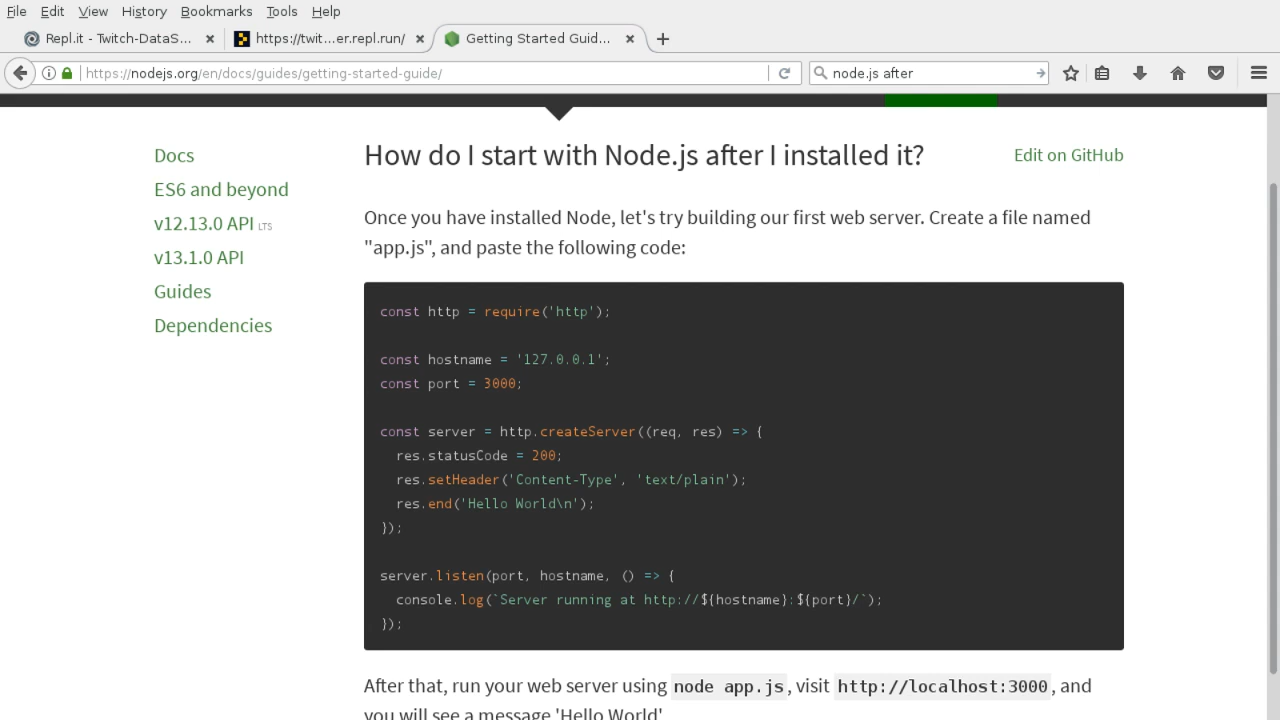 File Edit View History Bookmarks Tools Help
Repl.it - Twitch-DataS... × https://twit...er.repl.run/ × Getting Started Guid... × +
https://nodejs.org/en/docs/guides/getting-started-guide/ node.js after
How do I start with Node.js after I installed it?
Edit on GitHub
Docs
ES6 and beyond
v12.13.0 API LTS
v13.1.0 API
Guides
Dependencies
Once you have installed Node, let's try building our first web server. Create a file named
"app.js", and paste the following code:
const http = require('http');
const hostname = '127.0.0.1';
const port = 3000;
const server = http.createServer((req, res) => {
  res.statusCode = 200;
  res.setHeader('Content-Type', 'text/plain');
  res.end('Hello World\n');
});
server.listen(port, hostname, () => {
  console.log(`Server running at http://${hostname}:${port}/`);
});
After that, run your web server using node app.js, visit http://localhost:3000, and
you will see a message 'Hello World'